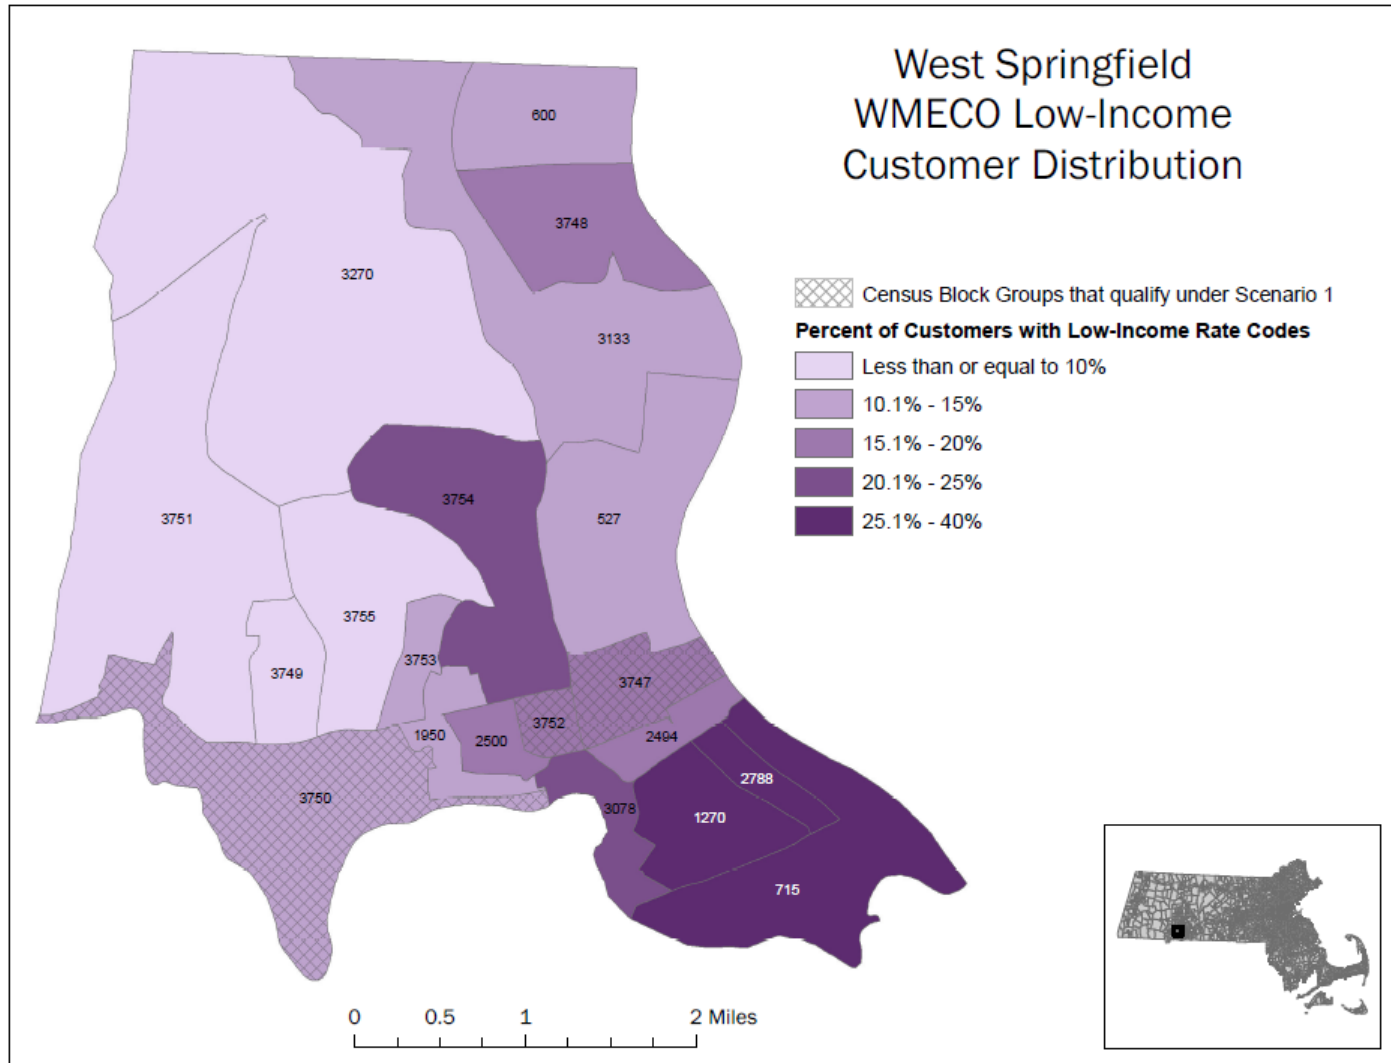 West Springfield
WMECO Low-Income
Customer Distribution
600
3748
3270
3133
Census Block Groups that qualify under Scenario 1
Percent of Customers with Low-Income Rate Codes
Less than or equal to 10%
10.1% - 15%
15.1% - 20%
20.1% - 25%
25.1% - 40%
3754
3751
527
3755
3753
3749
3747
3752
1950
2500
2494
2788
3750
3078
1270
715
0 0.5 1 2 Miles